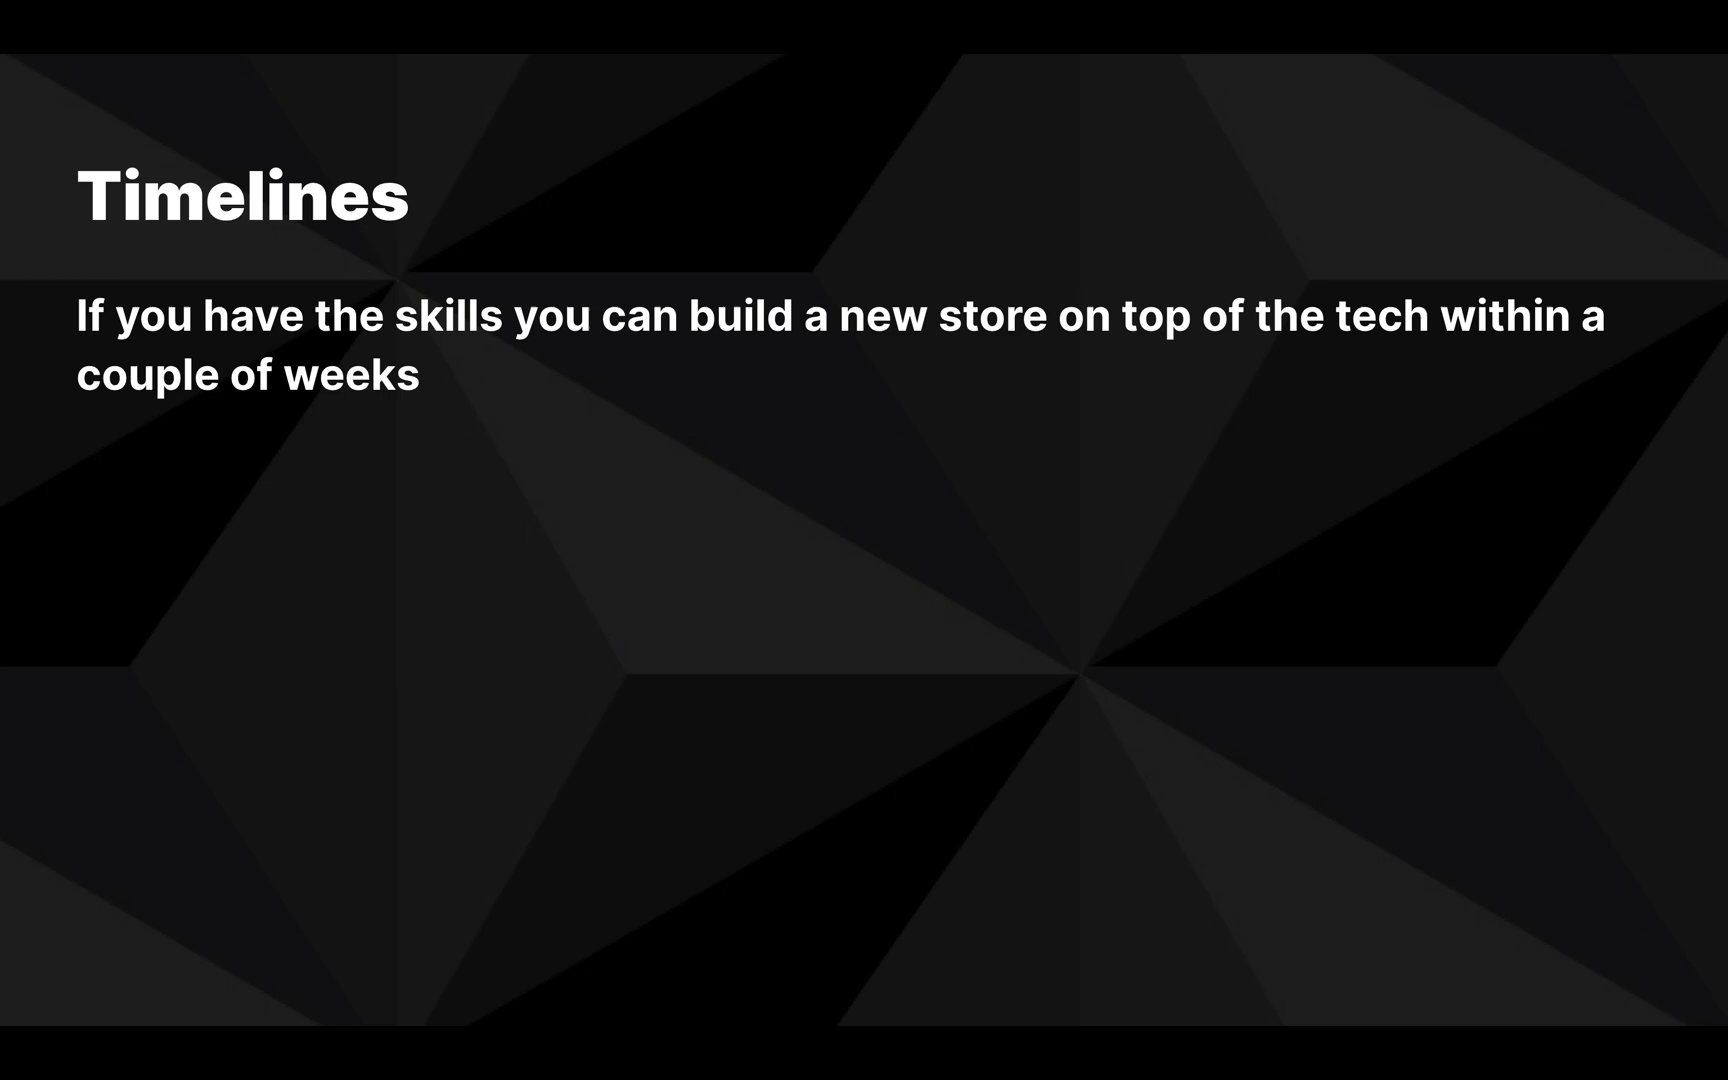 Timelines
If you have the skills you can build a new store on top of the tech within a
couple of weeks